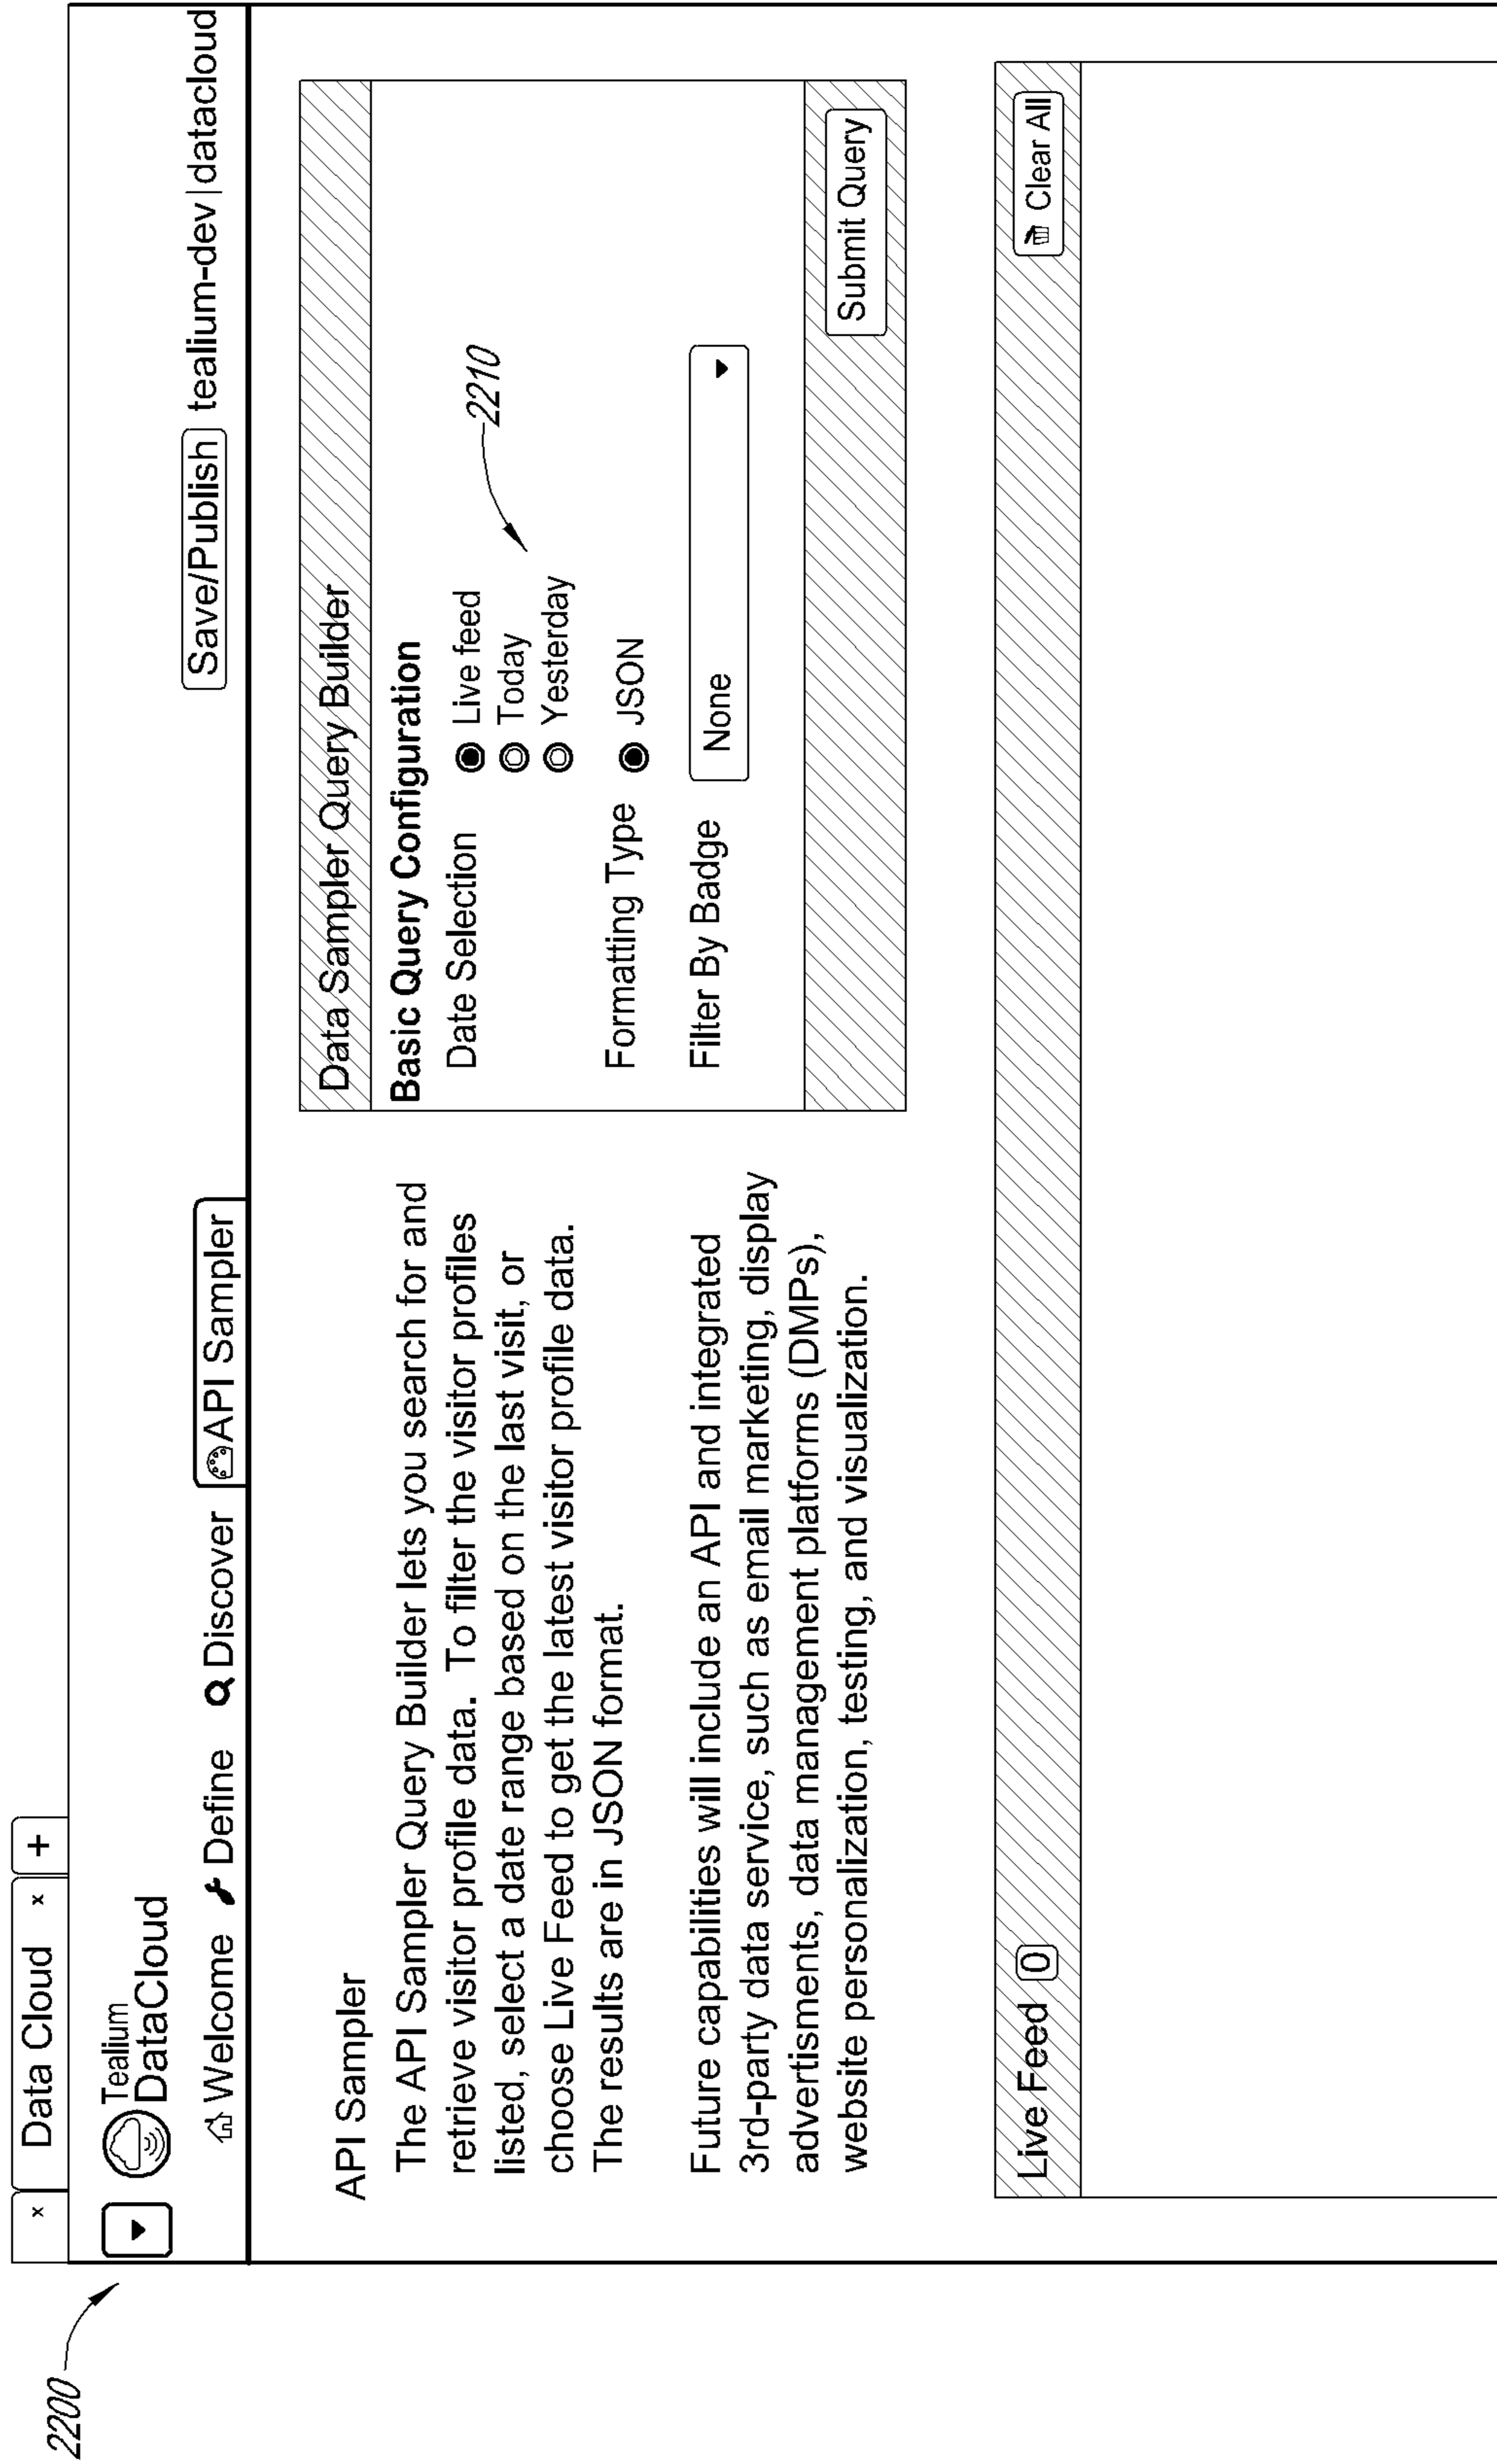 2200
x
Data Cloud x +
Tealium
DataCloud
Welcome Define Discover API Sampler Save/Publish tealium-dev|datacloud
API Sampler
The API Sampler Query Builder lets you search for and
retrieve visitor profile data. To filter the visitor profiles
listed, select a date range based on the last visit, or
choose Live Feed to get the latest visitor profile data.
The results are in JSON format.
Future capabilities will include an API and integrated
3rd-party data service, such as email marketing, display
advertisments, data management platforms (DMPs),
website personalization, testing, and visualization.
Data Sampler Query Builder
Basic Query Configuration
Date Selection Live feed
Today
Yesterday
2210
Formatting Type JSON
Filter By Badge None
Submit Query
Live Feed 0 Clear All